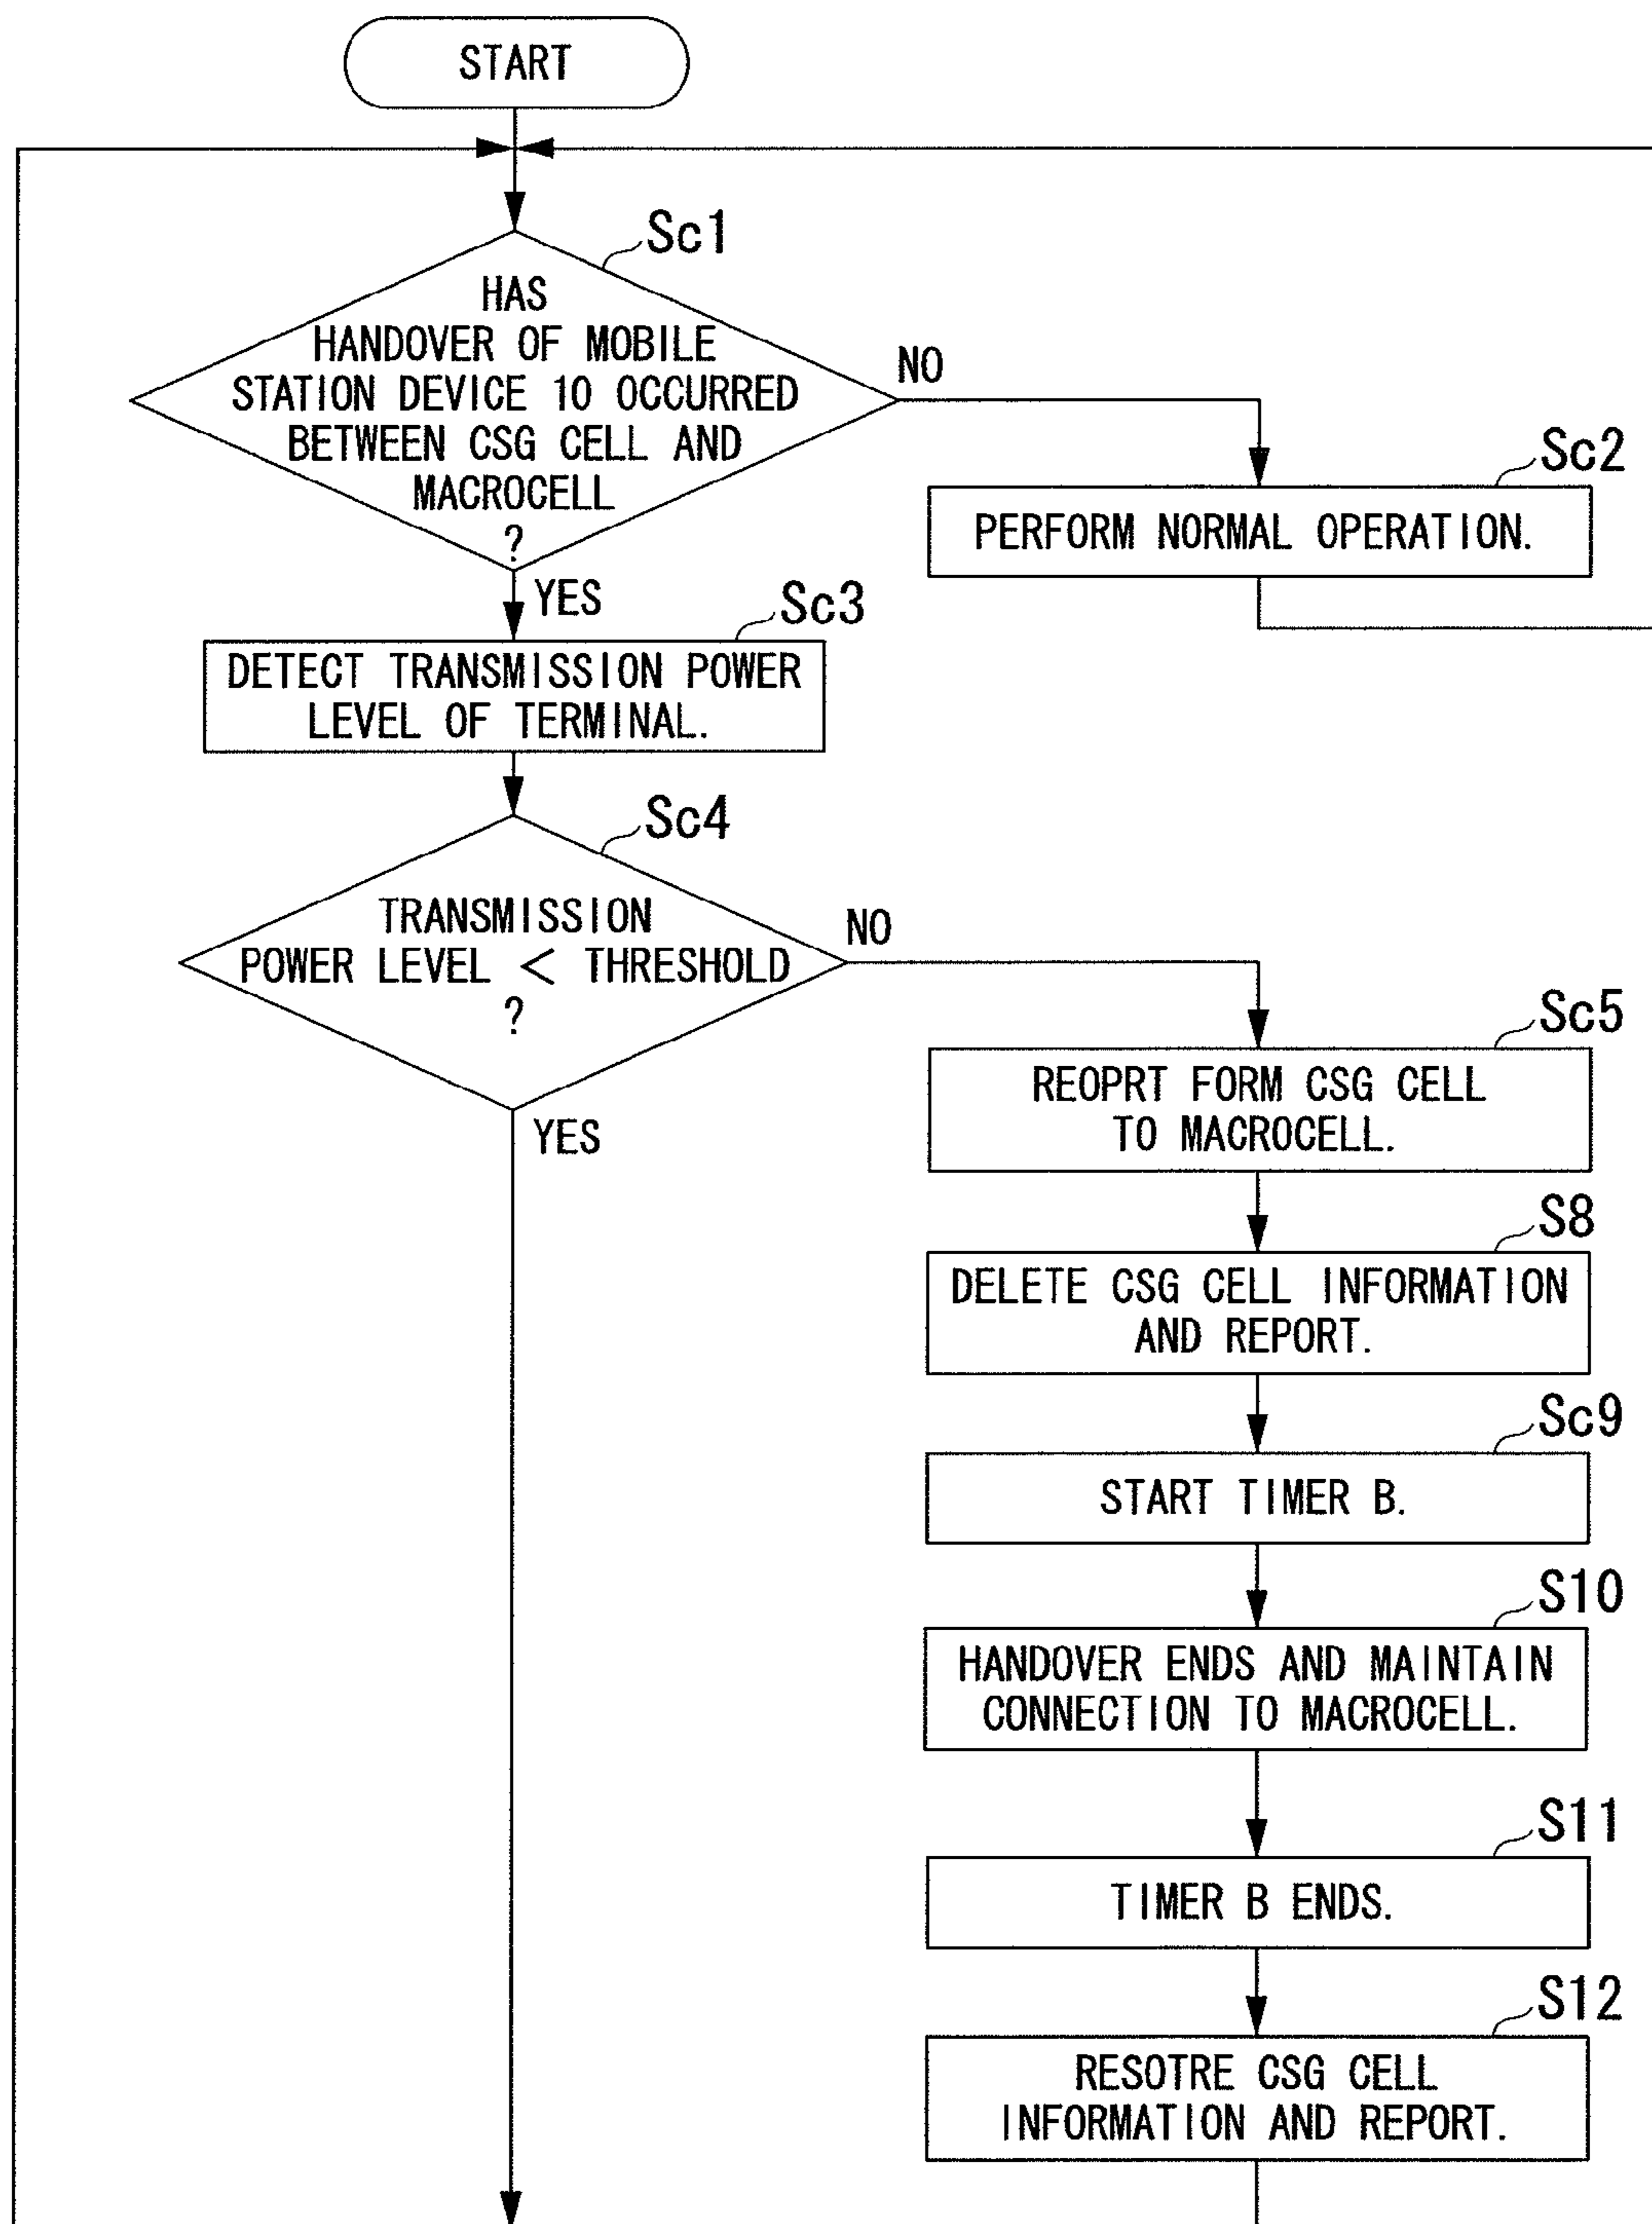 START
Sc1
HAS
HANDOVER OF MOBILE
STATION DEVICE 10 OCCURRED
BETWEEN CSG CELL AND
MACROCELL
?
NO
YES
Sc2
PERFORM NORMAL OPERATION.
Sc3
DETECT TRANSMISSION POWER
LEVEL OF TERMINAL.
Sc4
TRANSMISSION
POWER LEVEL < THRESHOLD
?
NO
YES
Sc5
REOPRT FORM CSG CELL
TO MACROCELL.
S8
DELETE CSG CELL INFORMATION
AND REPORT.
Sc9
START TIMER B.
S10
HANDOVER ENDS AND MAINTAIN
CONNECTION TO MACROCELL.
S11
TIMER B ENDS.
S12
RESOTRE CSG CELL
INFORMATION AND REPORT.